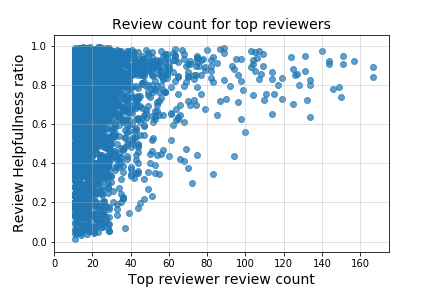 Review count for top reviewers
Review Helpfullness ratio
1.0
0.8
0.6
0.4
0.2
0.0
0 20 40 60 80 100 120 140 160
Top reviewer review count